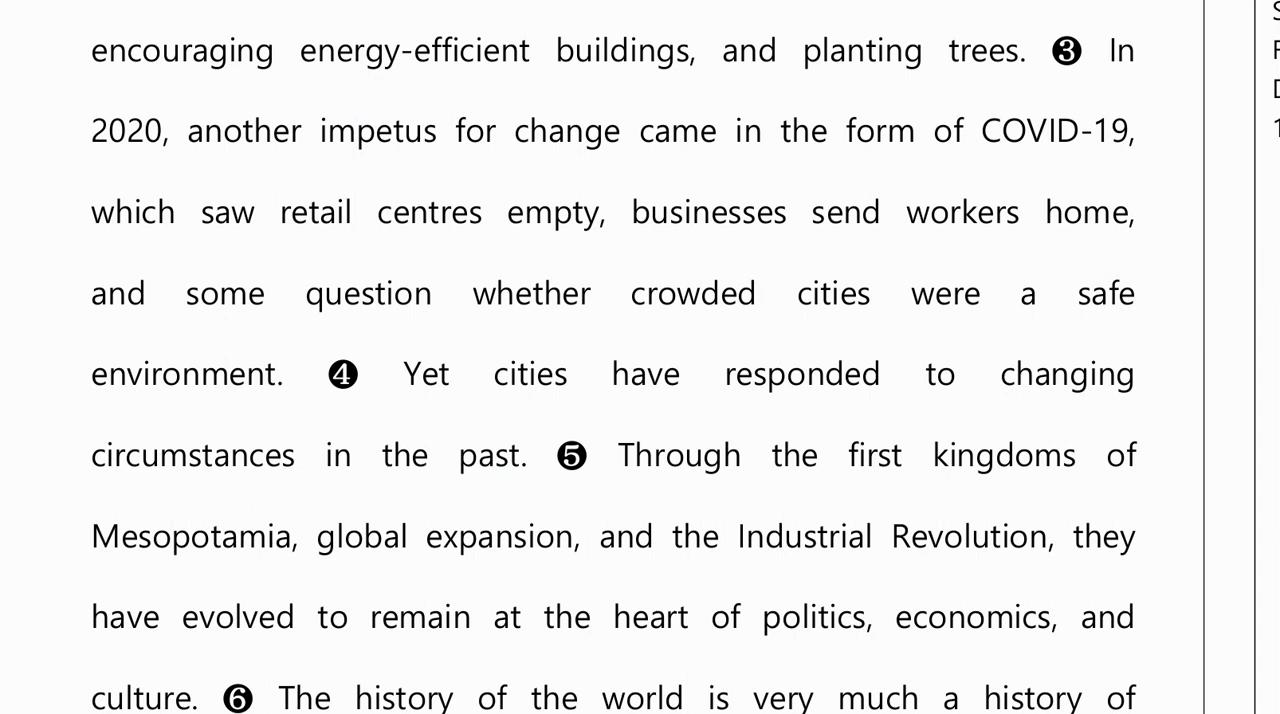 encouraging energy-efficient buildings, and planting trees. ❸ In
2020, another impetus for change came in the form of COVID-19,
which saw retail centres empty, businesses send workers home,
and some question whether crowded cities were a safe
environment. ❹ Yet cities have responded to changing
circumstances in the past. ❺ Through the first kingdoms of
Mesopotamia, global expansion, and the Industrial Revolution, they
have evolved to remain at the heart of politics, economics, and
culture. ❻ The history of the world is very much a history of